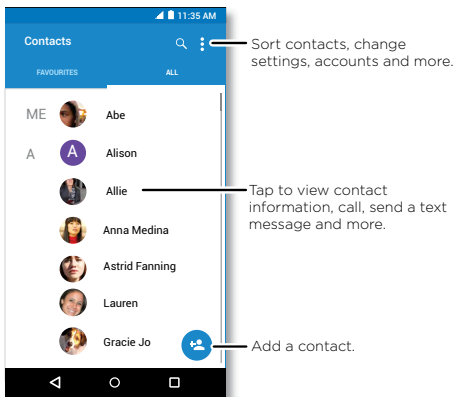 11:35 AM
Contacts
Sort contacts, change
settings, accounts and more.
FAVOURITES ALL
ME Abe
A A Alison
Allie
Tap to view contact
information, call, send a text
message and more.
Anna Medina
Astrid Fanning
Lauren
Gracie Jo
Add a contact.